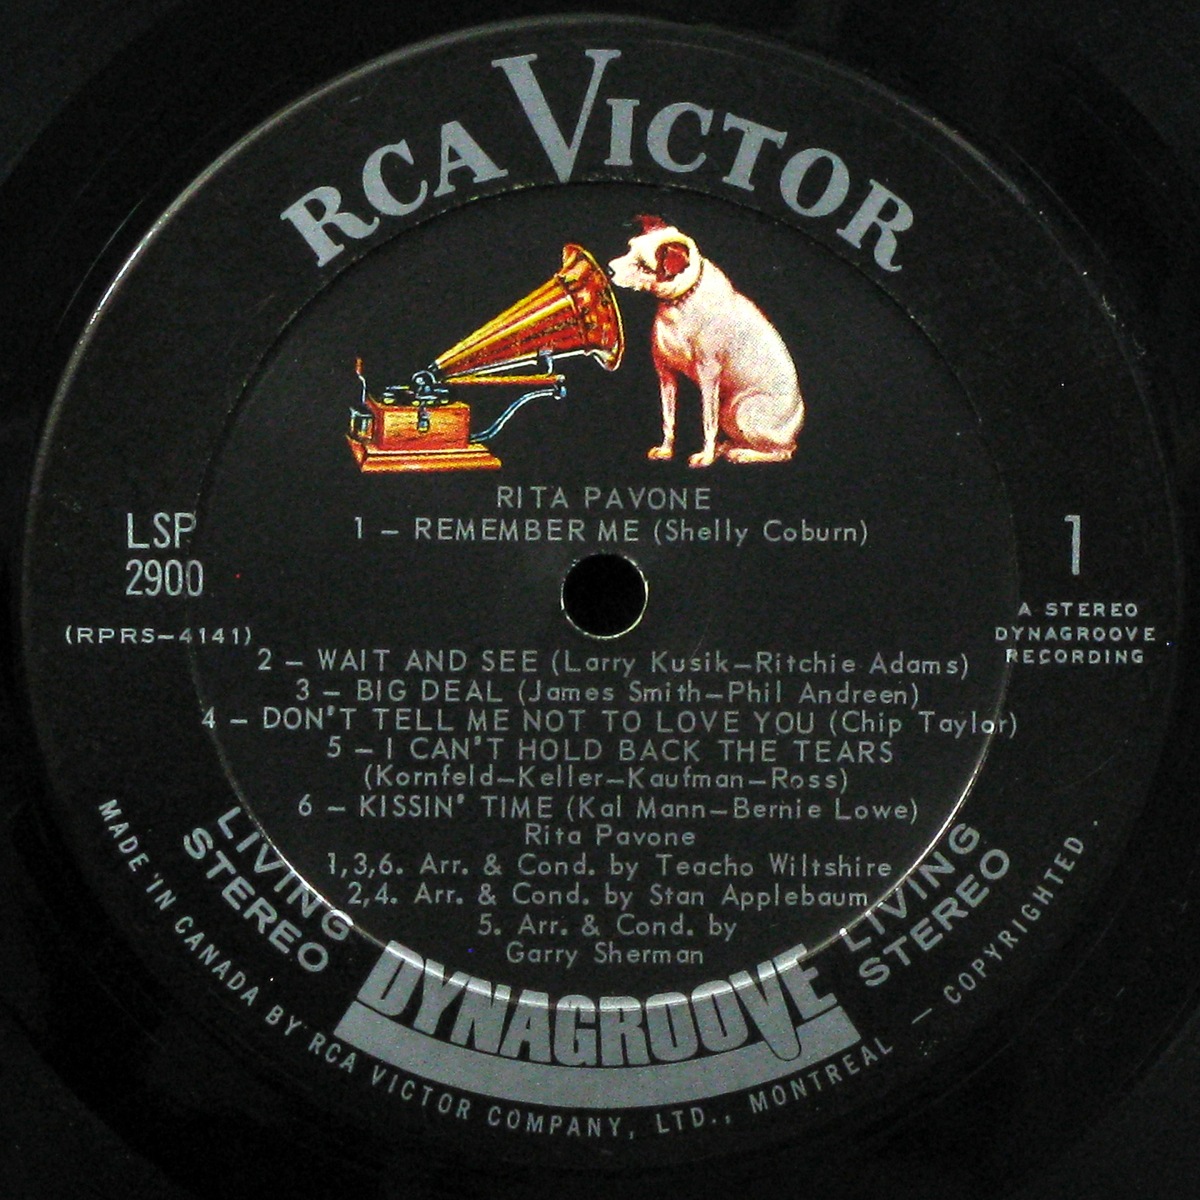 RCA VICTOR
RITA PAVONE
1 – REMEMBER ME (Shelly Coburn)
LSP
2900
(RPRS–4141)
1
A STEREO
DYNAGROOVE
RECORDING
2 – WAIT AND SEE (Larry Kusik–Ritchie Adams)
3 – BIG DEAL (James Smith–Phil Andreen)
4 – DON'T TELL ME NOT TO LOVE YOU (Chip Taylor)
5 – I CAN'T HOLD BACK THE TEARS
(Kornfeld–Keller–Kaufman–Ross)
6 – KISSIN' TIME (Kal Mann–Bernie Lowe)
Rita Pavone
1,3,6. Arr. & Cond. by Teacho Wiltshire
2,4. Arr. & Cond. by Stan Applebaum
5. Arr. & Cond. by
Garry Sherman
LIVING
STEREO
DYNAGROOVE
LIVING
STEREO
MADE IN CANADA BY RCA VICTOR COMPANY, LTD., MONTREAL – COPYRIGHTED